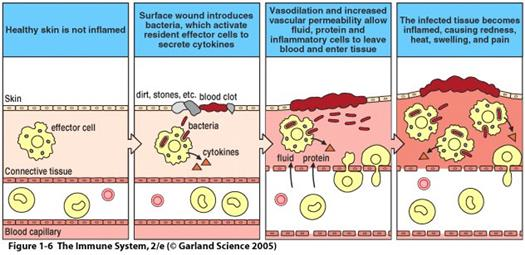 Healthy skin is not inflamed
Surface wound introduces
bacteria, which activate
resident effector cells to
secrete cytokines
Vasodilation and increased
vascular permeability allow
fluid, protein and
inflammatory cells to leave
blood and enter tissue
The infected tissue becomes
inflamed, causing redness,
heat, swelling, and pain
Skin
effector cell
Connective tissue
Blood capillary
dirt, stones, etc.
blood clot
bacteria
cytokines
fluid
protein
Figure 1-6 The Immune System, 2/e (© Garland Science 2005)